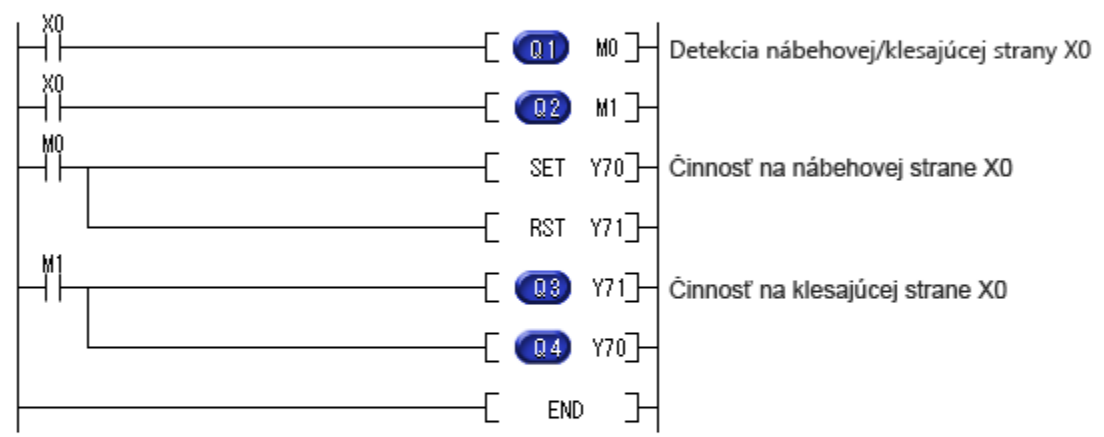 X0
Q1 M0 Detekcia nábehovej/klesajúcej strany X0
X0
Q2 M1
M0
SET Y70 Činnosť na nábehovej strane X0
RST Y71
M1
Q3 Y71 Činnosť na klesajúcej strane X0
Q4 Y70
END